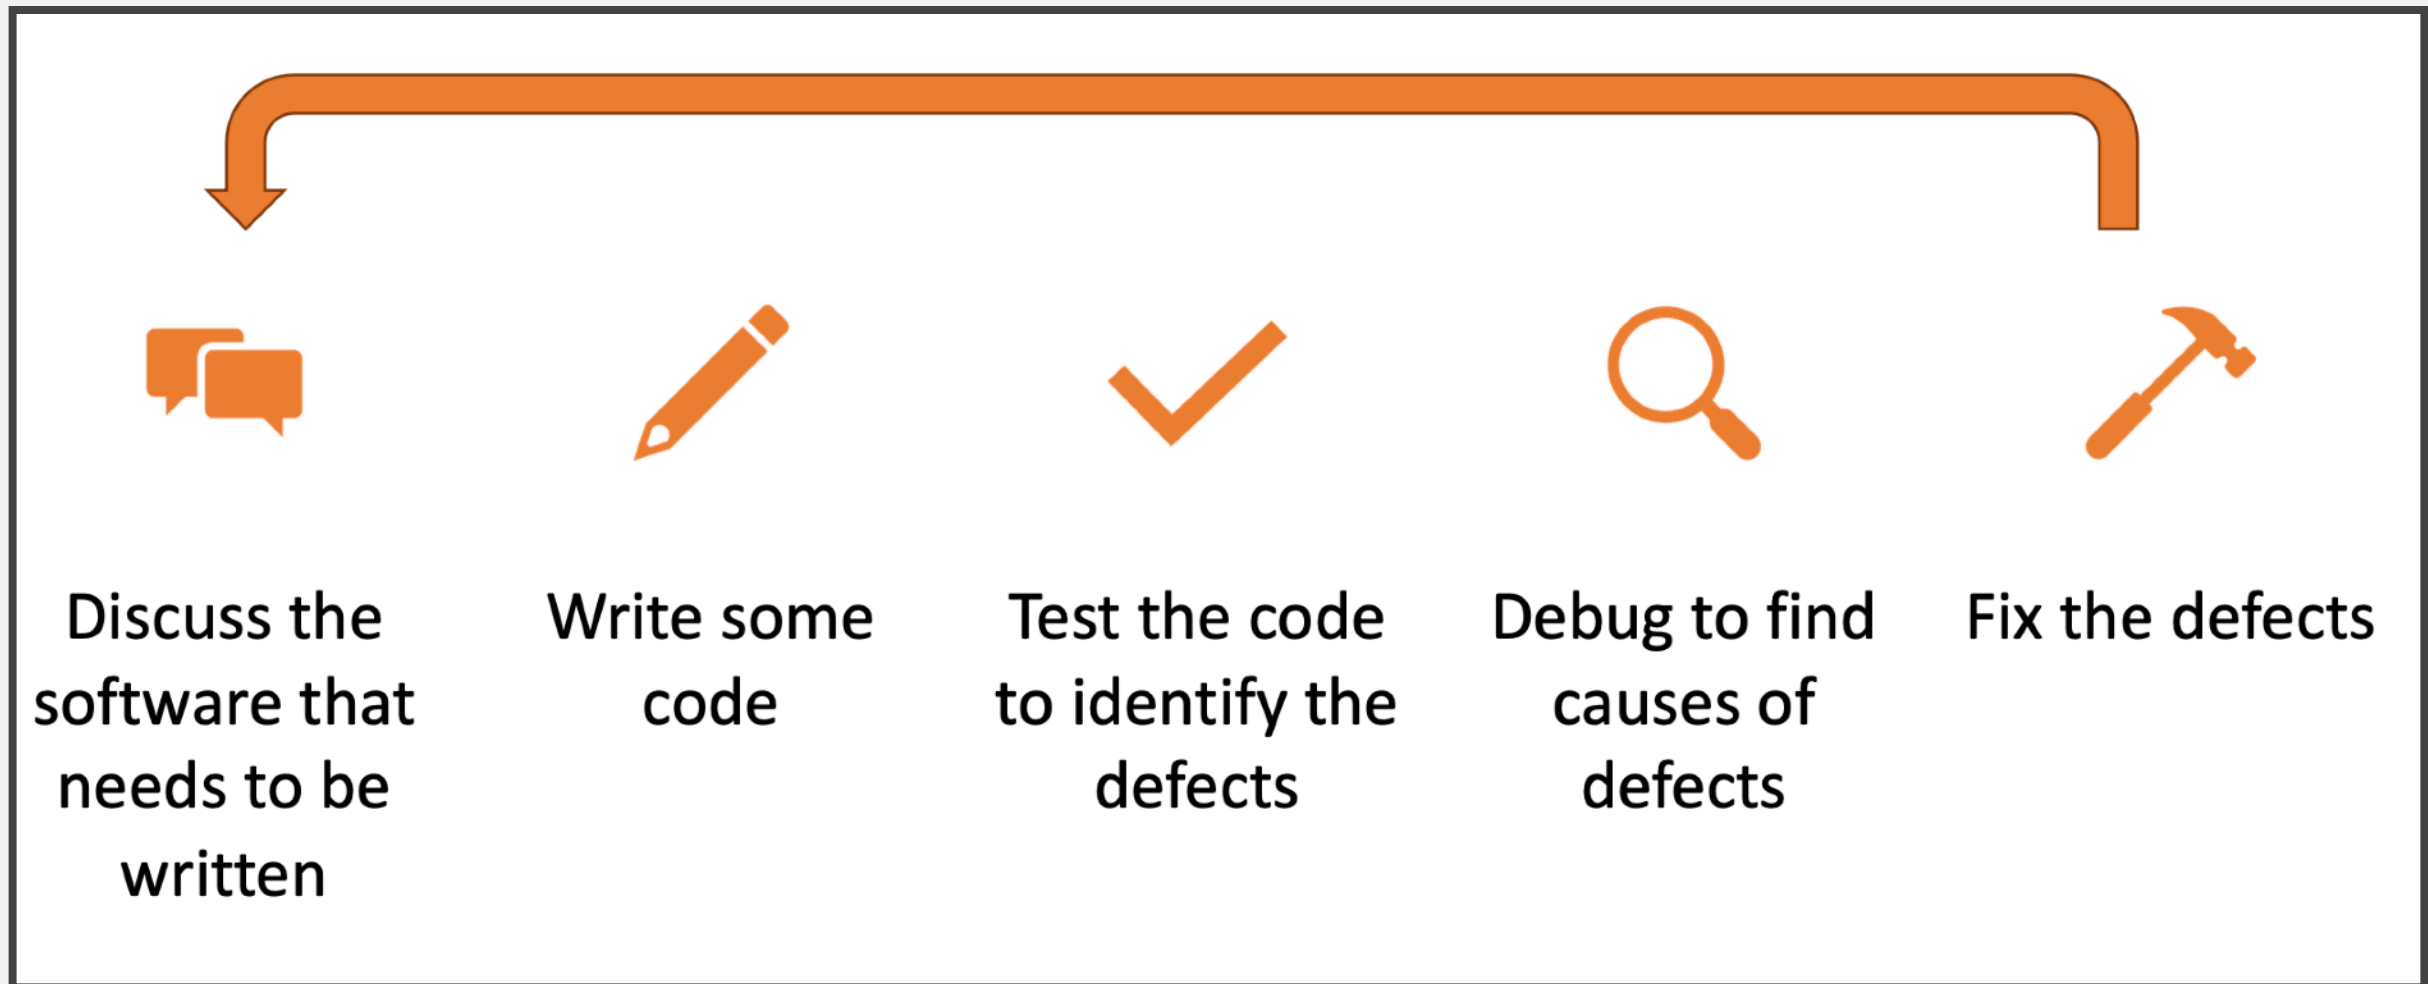 Discuss the
software that
needs to be
written
Write some
code
Test the code
to identify the
defects
Debug to find
causes of
defects
Fix the defects